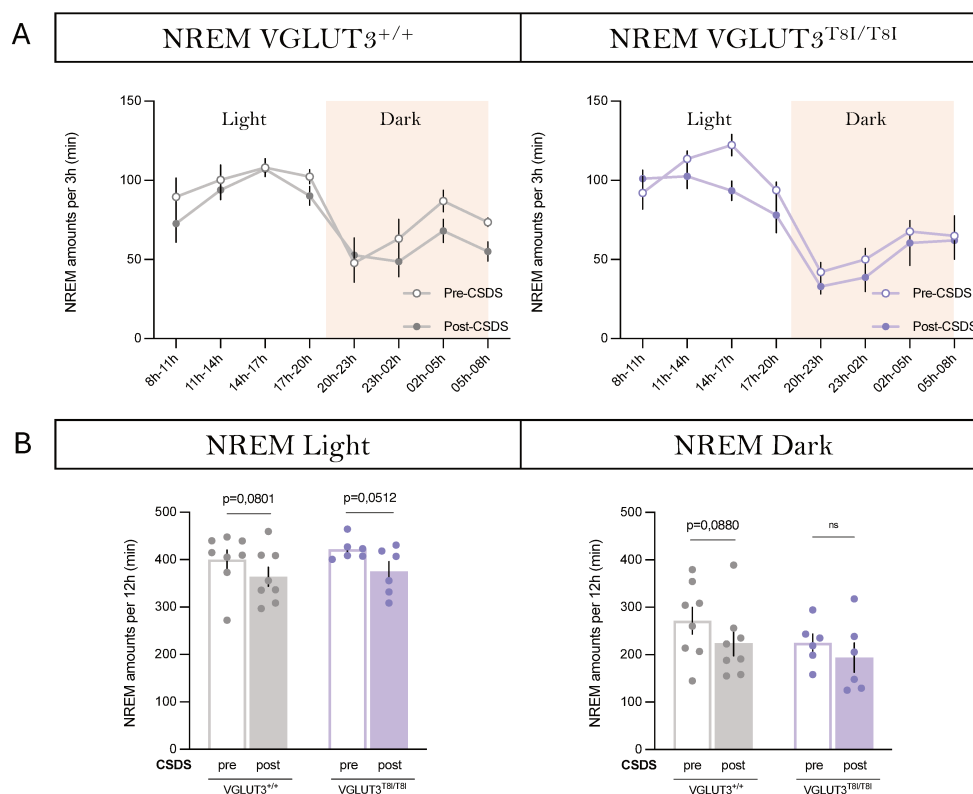 A
NREM VGLUT3+/+
NREM VGLUT3T8I/T8I
NREM amounts per 3h (min)
150
100
50
0
Light
Dark
Pre-CSDS
Post-CSDS
8h-11h
11h-14h
14h-17h
17h-20h
20h-23h
23h-02h
02h-05h
05h-08h
NREM amounts per 3h (min)
150
100
50
0
Light
Dark
Pre-CSDS
Post-CSDS
8h-11h
11h-14h
14h-17h
17h-20h
20h-23h
23h-02h
02h-05h
05h-08h
B
NREM Light
NREM Dark
NREM amounts per 12h (min)
500
400
300
200
100
0
p=0,0801
p=0,0512
CSDS pre post pre post
VGLUT3+/+ VGLUT3T8I/T8I
NREM amounts per 12h (min)
500
400
300
200
100
0
p=0,0880
ns
CSDS pre post pre post
VGLUT3+/+ VGLUT3T8I/T8I